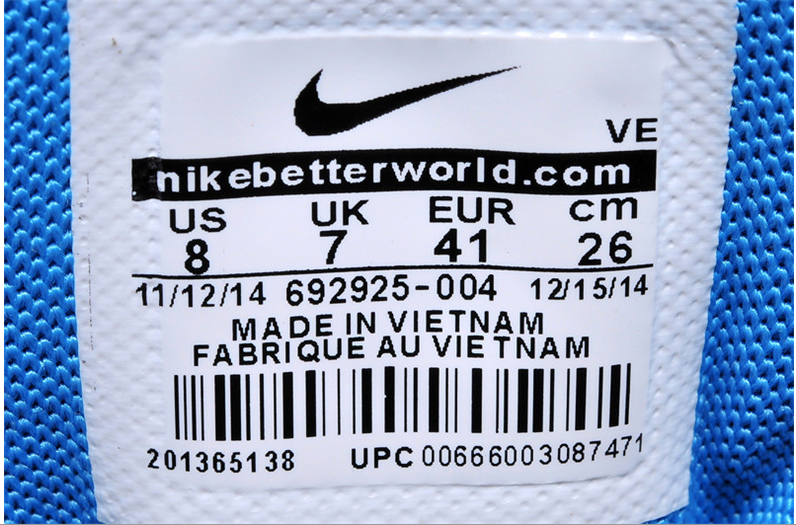 VE
nikebetterworld.com
US UK EUR cm
8 7 41 26
11/12/14 692925-004 12/15/14
MADE IN VIETNAM
FABRIQUE AU VIETNAM
201365138 UPC 00666003087471